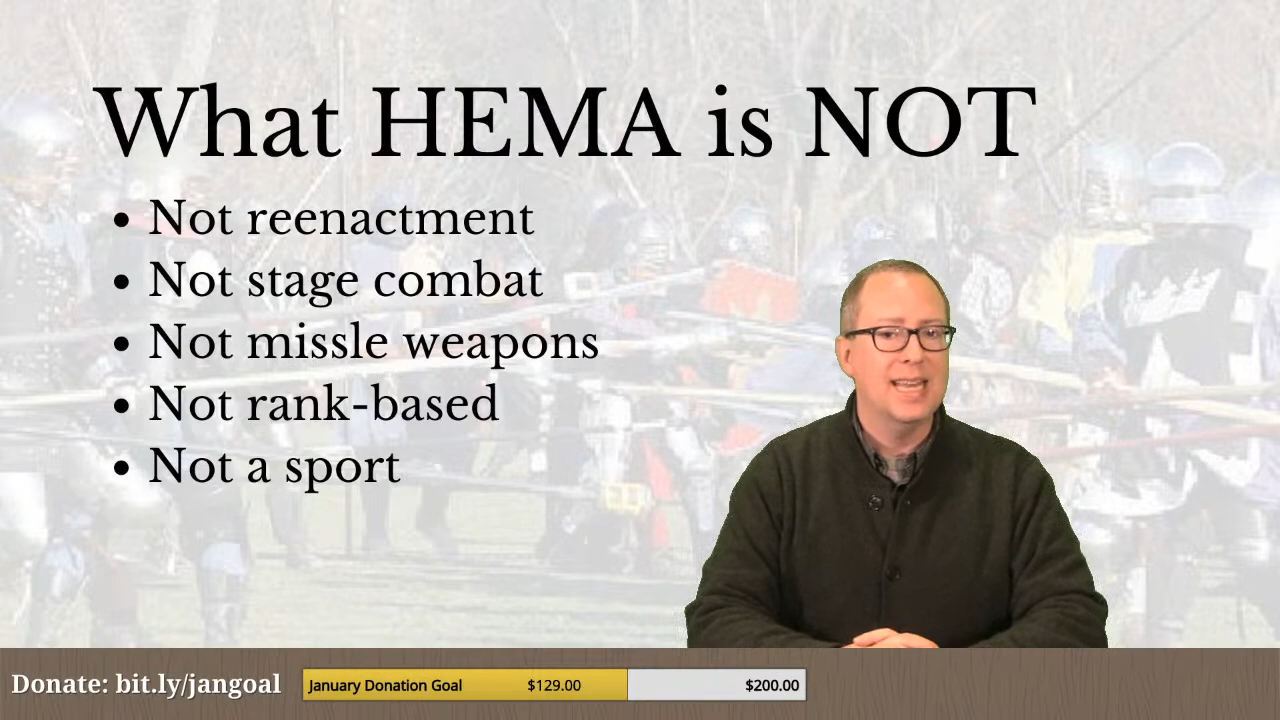 What HEMA is NOT
• Not reenactment
• Not stage combat
• Not missle weapons
• Not rank-based
• Not a sport
Donate: bit.ly/jangoal January Donation Goal $129.00 $200.00